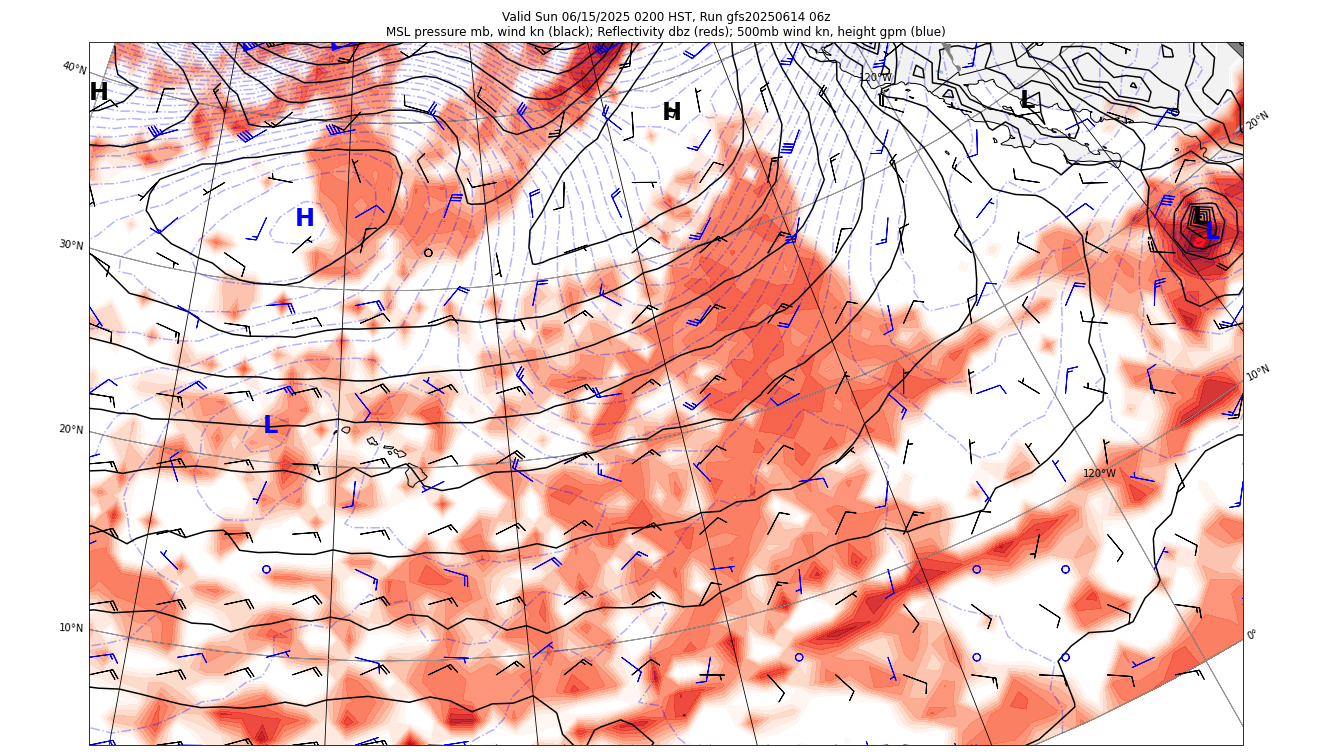 Valid Sun 06/15/2025 0200 HST, Run gfs20250614 06z
MSL pressure mb, wind kn (black); Reflectivity dbz (reds); 500mb wind kn, height gpm (blue)
40°N
120°W
20°N
H
H
L
H
L
L
30°N
10°N
L
20°N
120°W
10°N
0°